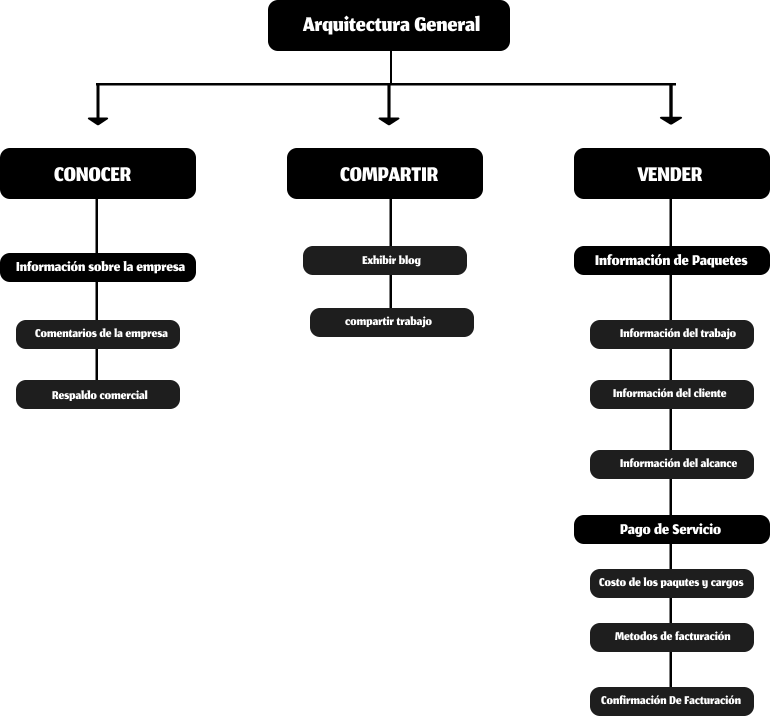 Arquitectura General
CONOCER
Información sobre la empresa
Comentarios de la empresa
Respaldo comercial
COMPARTIR
Exhibir blog
compartir trabajo
VENDER
Información de Paquetes
Información del trabajo
Información del cliente
Información del alcance
Pago de Servicio
Costo de los paqutes y cargos
Metodos de facturación
Confirmación De Facturación